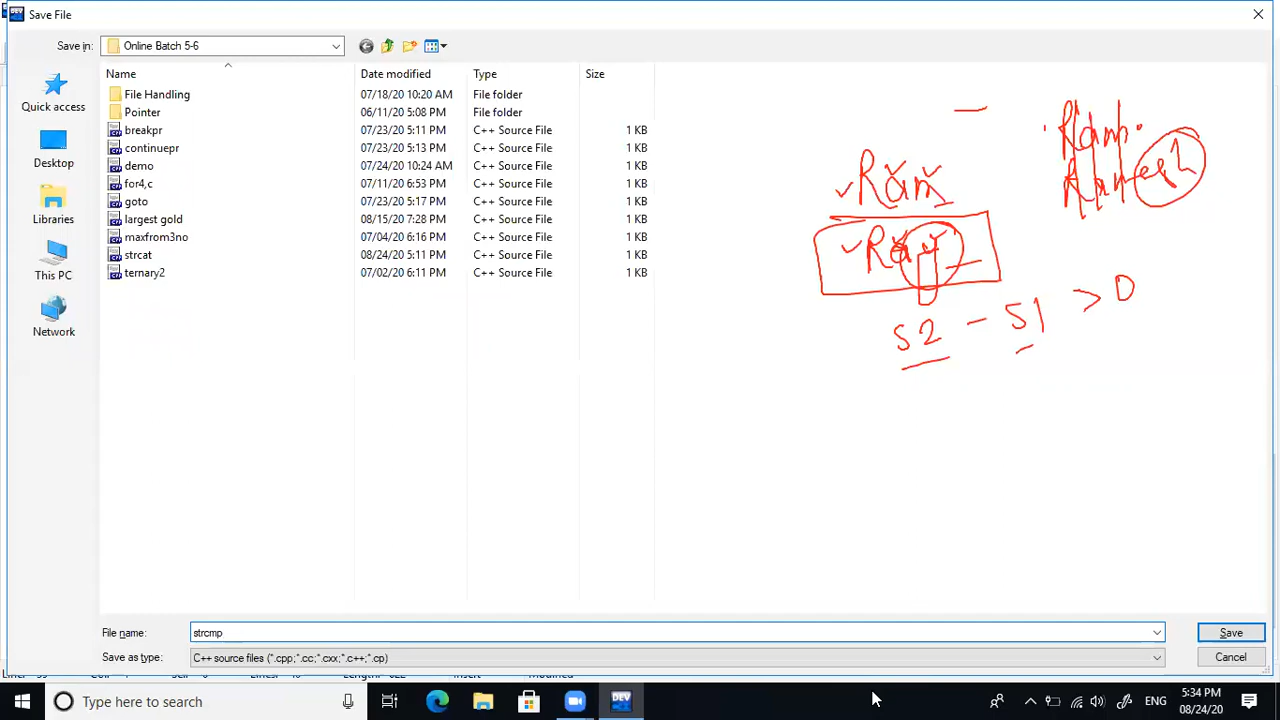 Save File
Save in: Online Batch 5-6
Name Date modified Type Size
File Handling 07/18/20 10:20 AM File folder
Pointer 06/11/20 5:08 PM File folder
breakpr 07/23/20 5:11 PM C++ Source File 1 KB
continuepr 07/23/20 5:13 PM C++ Source File 1 KB
demo 07/24/20 10:24 AM C++ Source File 1 KB
for4,c 07/11/20 6:53 PM C++ Source File 1 KB
goto 07/23/20 5:17 PM C++ Source File 1 KB
largest gold 08/15/20 7:28 PM C++ Source File 1 KB
maxfrom3no 07/04/20 6:16 PM C++ Source File 1 KB
strcat 08/24/20 5:11 PM C++ Source File 1 KB
ternary2 07/02/20 6:11 PM C++ Source File 1 KB
Quick access
Desktop
Libraries
This PC
Network
Ram
Ramesh
Ram
S2 - S1 > 0
File name: strcmp
Save
Save as type: C++ source files (*.cpp;*.cc;*.cxx;*.c++;*.cp)
Cancel
DEV
Type here to search
ENG
5:34 PM
08/24/20